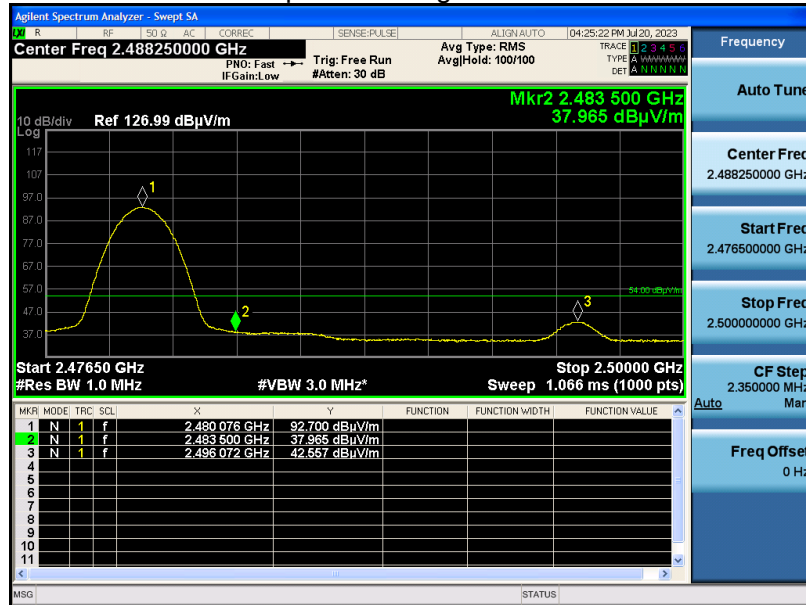 Agilent Spectrum Analyzer - Swept SA
LXI R RF 50 Ω AC CORREC SENSE:PULSE ALIGN AUTO 04:25:22 PM Jul 20, 2023
Center Freq 2.488250000 GHz
PNO: Fast
IFGain:Low
Trig: Free Run
#Atten: 30 dB
Avg Type: RMS
Avg|Hold: 100/100
TRACE 1 2 3 4 5 6
TYPE A WWWWW
DET A N N N N N
Mkr2 2.483 500 GHz
37.965 dBµV/m
10 dB/div Ref 126.99 dBµV/m
Log
117
107
97.0
87.0
77.0
67.0
57.0
47.0
37.0
1
2
3
54.00 dBµV/m
Start 2.47650 GHz Stop 2.50000 GHz
#Res BW 1.0 MHz #VBW 3.0 MHz* Sweep 1.066 ms (1000 pts)
MKR MODE TRC SCL X Y FUNCTION FUNCTION WIDTH FUNCTION VALUE
1 N 1 f 2.480 076 GHz 92.700 dBµV/m
2 N 1 f 2.483 500 GHz 37.965 dBµV/m
3 N 1 f 2.496 072 GHz 42.557 dBµV/m
4
5
6
7
8
9
10
11
MSG STATUS
Frequency
Auto Tune
Center Freq
2.488250000 GHz
Start Freq
2.476500000 GHz
Stop Freq
2.500000000 GHz
CF Step
2.350000 MHz
Auto Man
Freq Offset
0 Hz